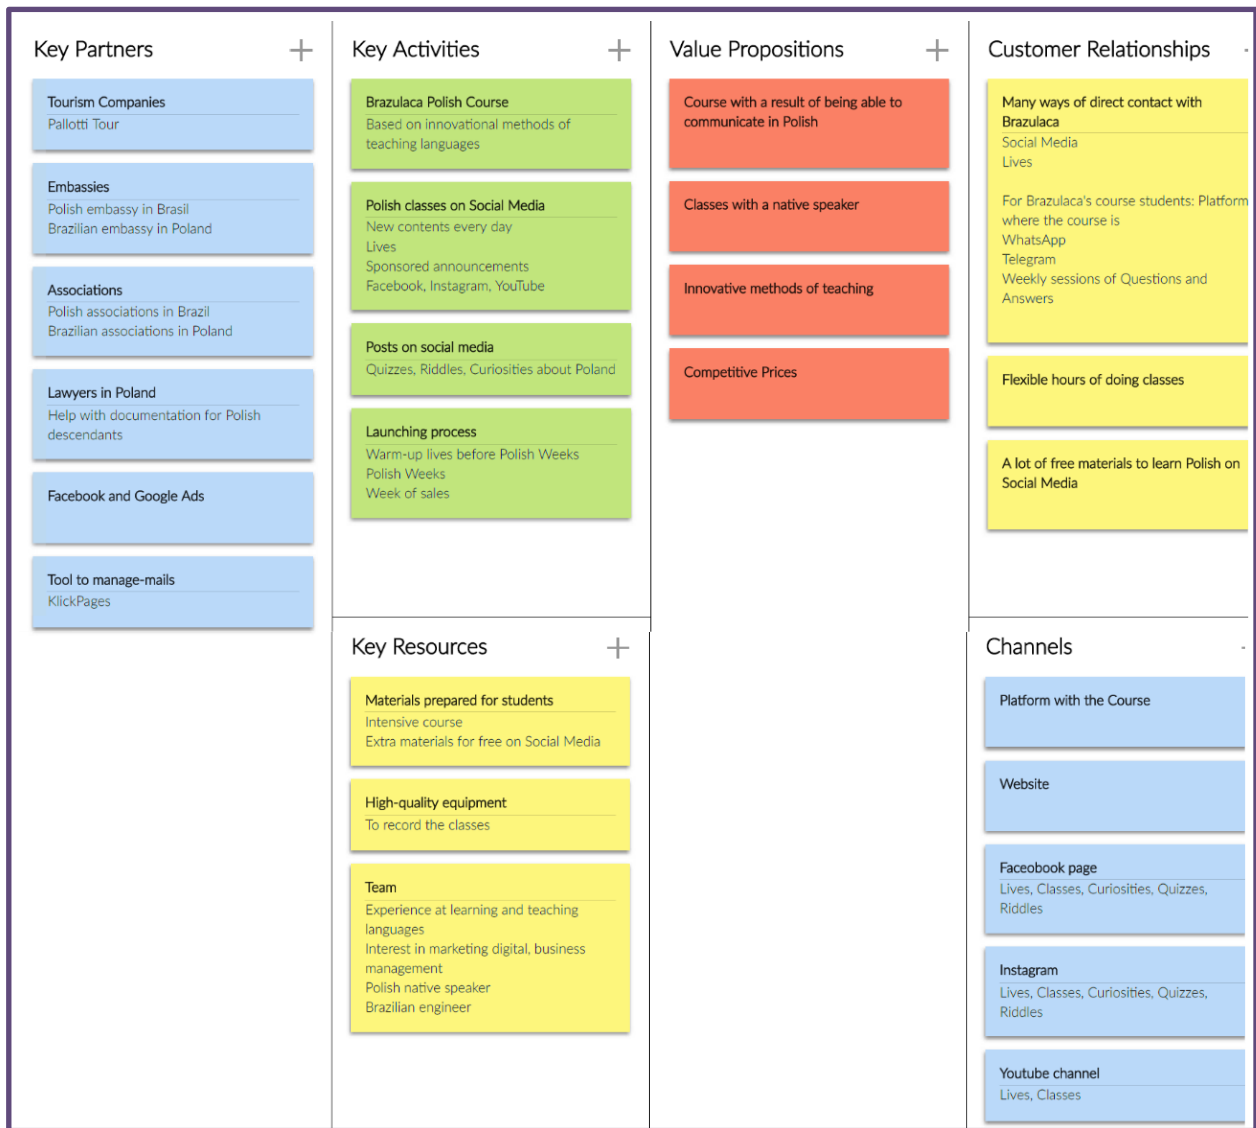 Key Partners
Tourism Companies
Pallotti Tour
Embassies
Polish embassy in Brasil
Brazilian embassy in Poland
Associations
Polish associations in Brazil
Brazilian associations in Poland
Lawyers in Poland
Help with documentation for Polish
descendants
Facebook and Google Ads
Tool to manage-mails
KlickPages
Key Activities
Brazulaca Polish Course
Based on innovational methods of
teaching languages
Polish classes on Social Media
New contents every day
Lives
Sponsored announcements
Facebook, Instagram, YouTube
Posts on social media
Quizzes, Riddles, Curiosities about Poland
Launching process
Warm-up lives before Polish Weeks
Polish Weeks
Week of sales
Key Resources
Materials prepared for students
Intensive course
Extra materials for free on Social Media
High-quality equipment
To record the classes
Team
Experience at learning and teaching
languages
Interest in marketing digital, business
management
Polish native speaker
Brazilian engineer
Value Propositions
Course with a result of being able to
communicate in Polish
Classes with a native speaker
Innovative methods of teaching
Competitive Prices
Customer Relationships
Many ways of direct contact with
Brazulaca
Social Media
Lives
For Brazulaca's course students: Platform
where the course is
WhatsApp
Telegram
Weekly sessions of Questions and
Answers
Flexible hours of doing classes
A lot of free materials to learn Polish on
Social Media
Channels
Platform with the Course
Website
Faceobook page
Lives, Classes, Curiosities, Quizzes,
Riddles
Instagram
Lives, Classes, Curiosities, Quizzes,
Riddles
Youtube channel
Lives, Classes